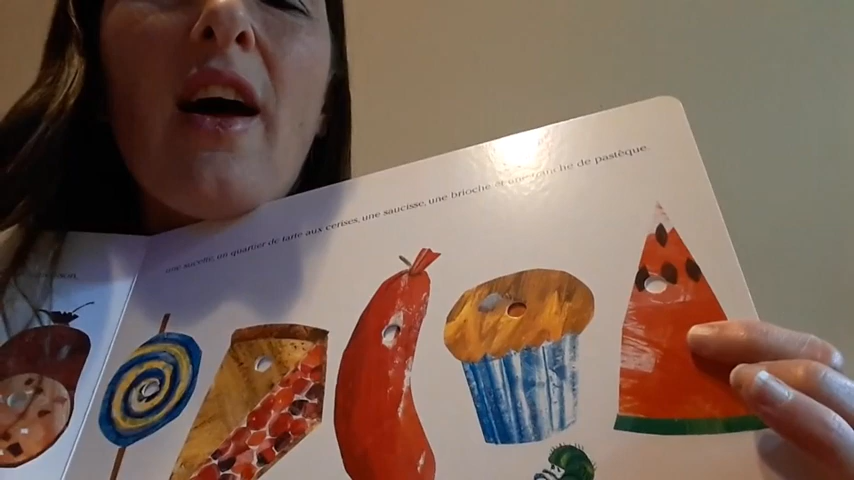 une sucette, un quartier de tarte aux cerises, une saucisse, une brioche et une tranche de pastèque.